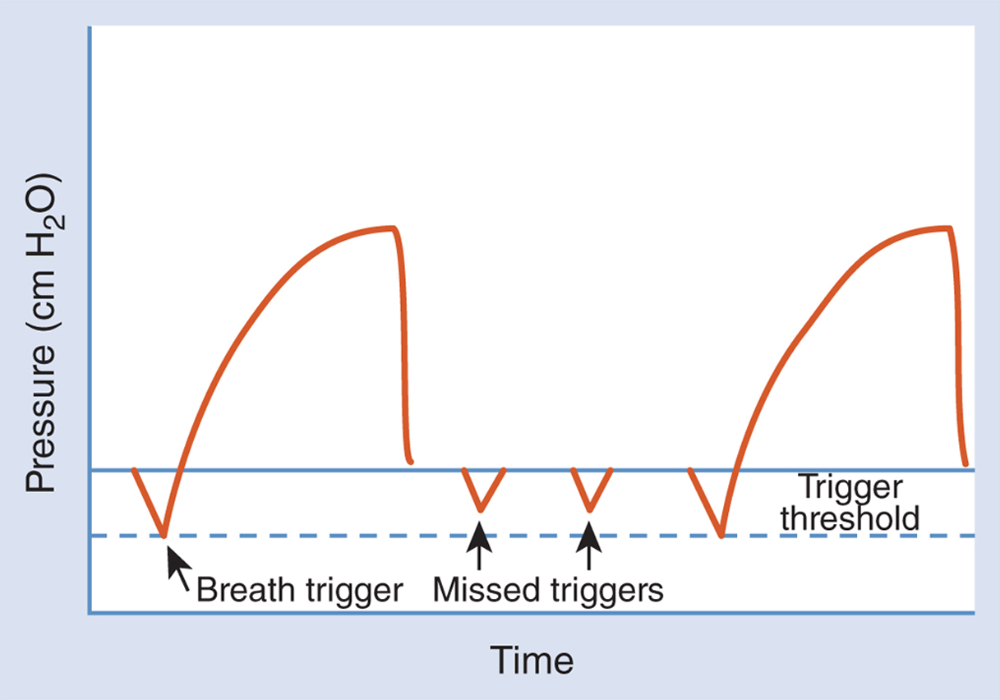 Pressure (cm H₂O)
Trigger
threshold
Breath trigger
Missed triggers
Time